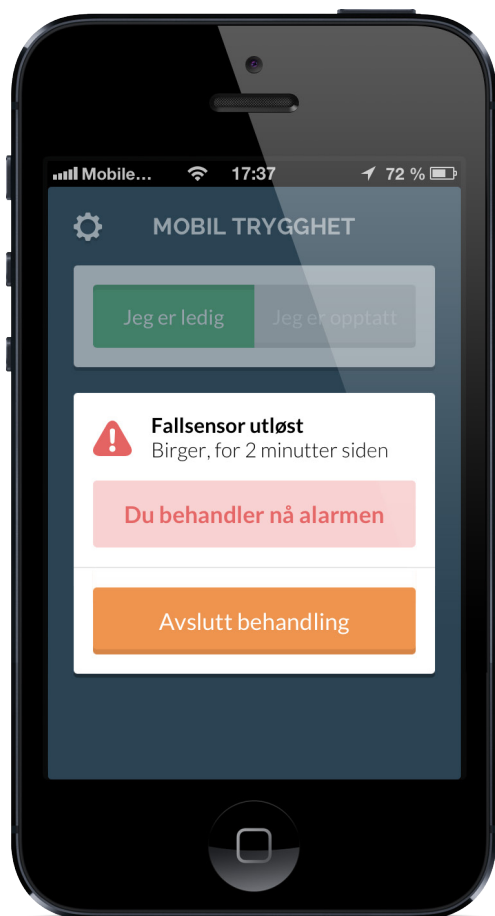 Mobile... 17:37 72 %
MOBIL TRYGGHET
Jeg er ledig Jeg er opptatt
Fallsensor utløst
Birger, for 2 minutter siden
Du behandler nå alarmen
Avslutt behandling